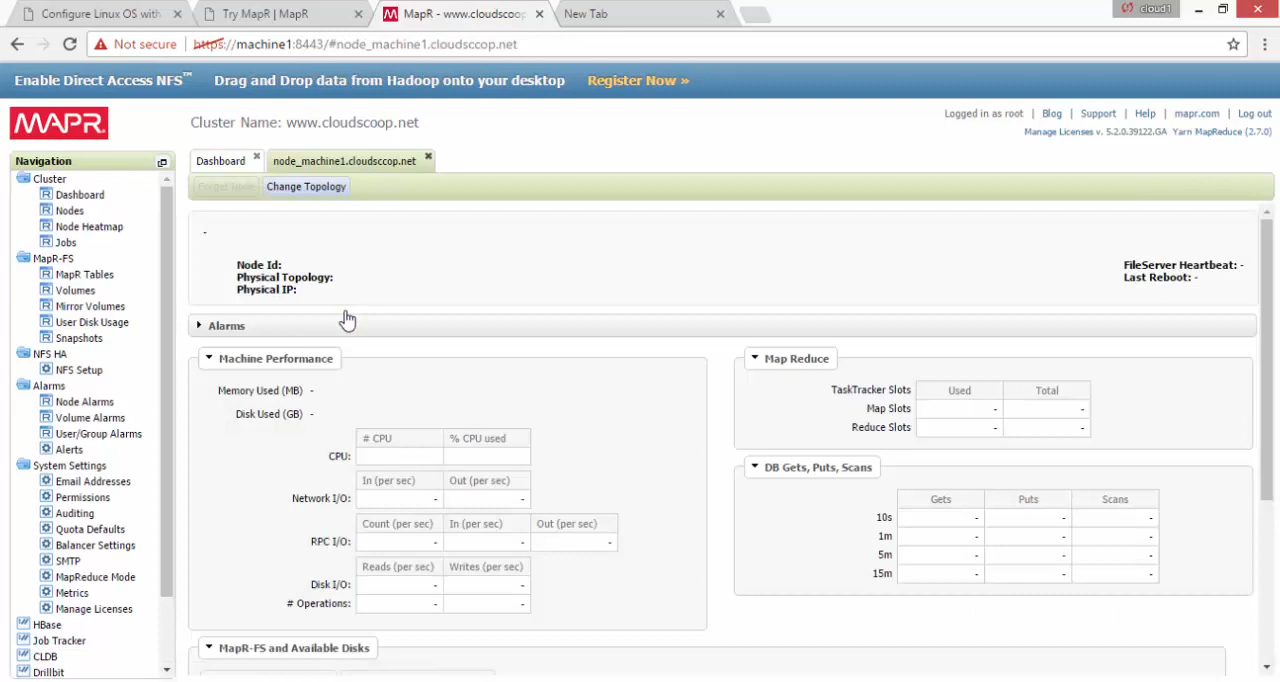 Configure Linux OS with
Try MapR | MapR
MapR - www.cloudscoop
New Tab
cloud1
Not secure
https://machine1:8443/#node_machine1.cloudsccop.net
Enable Direct Access NFS™ Drag and Drop data from Hadoop onto your desktop Register Now »
MAPR.
Cluster Name: www.cloudscoop.net
Logged in as root | Blog | Support | Help | mapr.com | Log out
Manage Licenses v. 5.2.0.39122.GA Yarn MapReduce (2.7.0)
Navigation
Cluster
Dashboard
Nodes
Node Heatmap
Jobs
MapR-FS
MapR Tables
Volumes
Mirror Volumes
User Disk Usage
Snapshots
NFS HA
NFS Setup
Alarms
Node Alarms
Volume Alarms
User/Group Alarms
Alerts
System Settings
Email Addresses
Permissions
Auditing
Quota Defaults
Balancer Settings
SMTP
MapReduce Mode
Metrics
Manage Licenses
HBase
Job Tracker
CLDB
Drillbit
Dashboard
node_machine1.cloudsccop.net
Forget Node
Change Topology
-
Node Id:
Physical Topology:
Physical IP:
FileServer Heartbeat: -
Last Reboot: -
Alarms
Machine Performance
Memory Used (MB) -
Disk Used (GB) -
# CPU % CPU used
CPU:
In (per sec) Out (per sec)
Network I/O: - -
Count (per sec) In (per sec) Out (per sec)
RPC I/O: - - -
Reads (per sec) Writes (per sec)
Disk I/O: - -
# Operations: - -
Map Reduce
TaskTracker Slots Used Total
Map Slots - -
Reduce Slots - -
DB Gets, Puts, Scans
Gets Puts Scans
10s - - -
1m - - -
5m - - -
15m - - -
MapR-FS and Available Disks